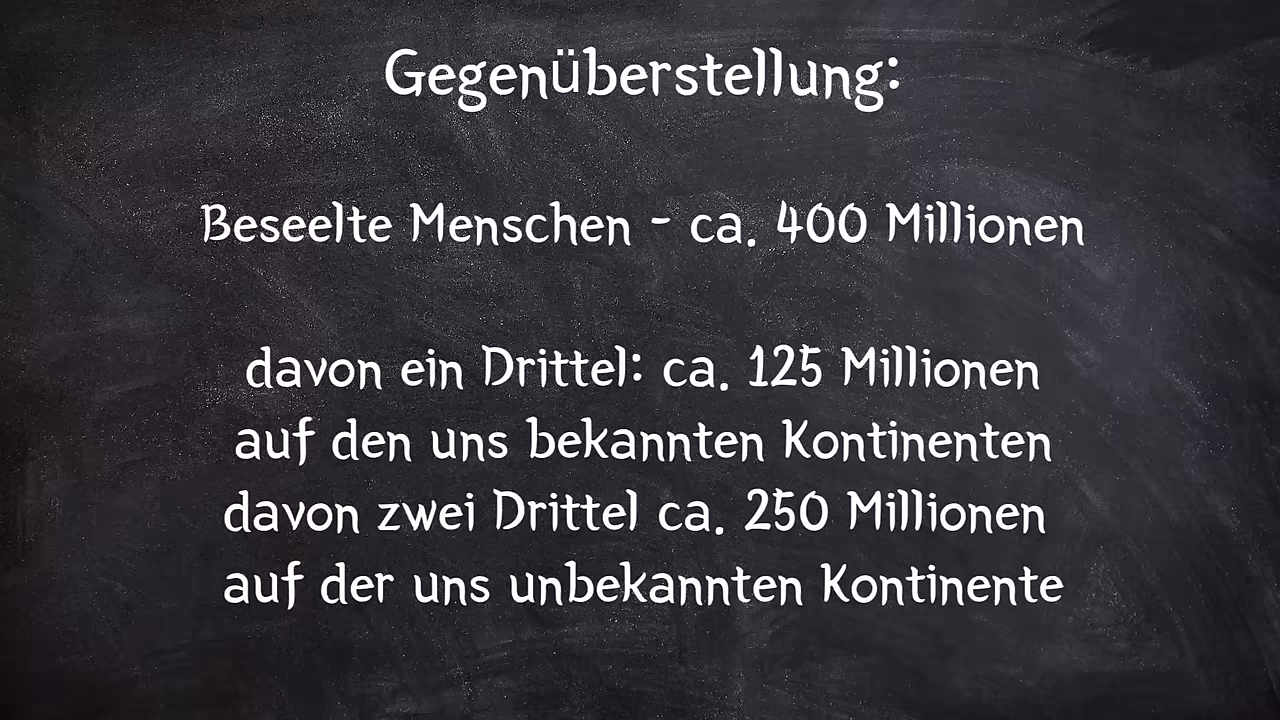 Gegenüberstellung:
Beseelte Menschen - ca. 400 Millionen
davon ein Drittel: ca. 125 Millionen
auf den uns bekannten Kontinenten
davon zwei Drittel ca. 250 Millionen
auf der uns unbekannten Kontinente